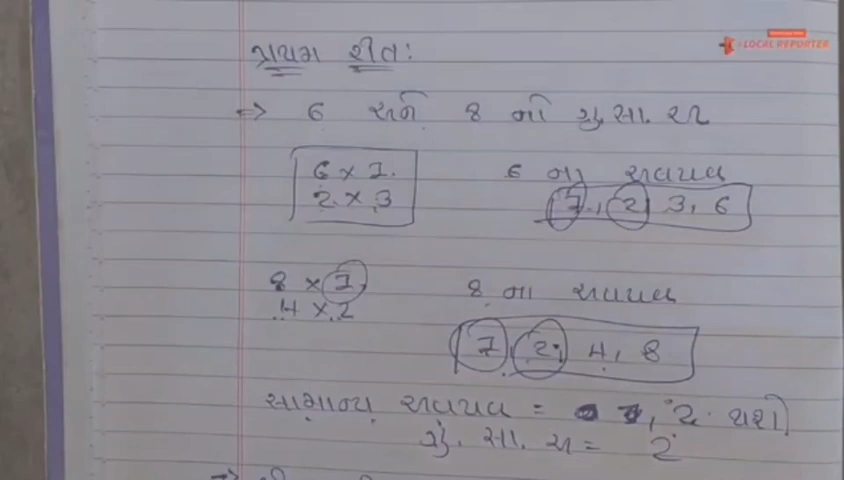 LOCAL REPORTER
પ્રથમ રીત:
⇒ 6 અને 8 નો ગુ.સા.અ
6 × 1. 6 ના અવયવ
2 × 3 1, 2, 3, 6
8 × 1 8 ના અવયવ
4 × 2
1, 2, 4, 8
સામાન્ય અવયવ = 1, 2 થશે
ગુ. સા. અ = 2